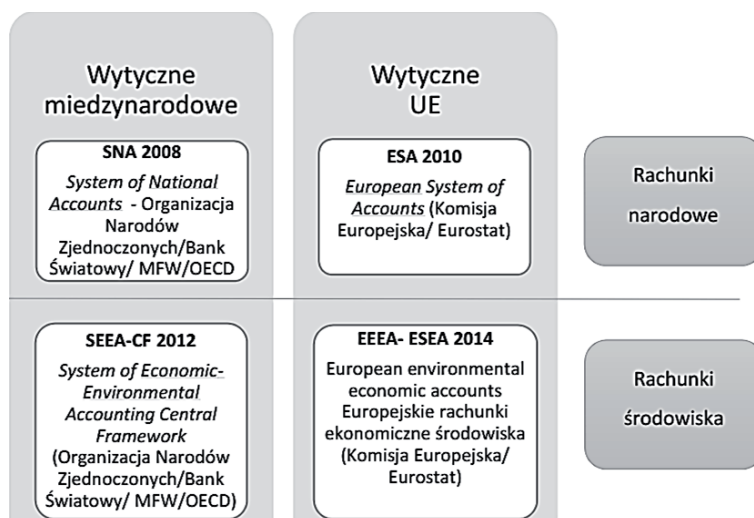 Wytyczne
miedzynarodowe
SNA 2008
System of National
Accounts - Organizacja
Narodów
Zjednoczonych/Bank
Światowy/ MFW/OECD
Wytyczne
UE
ESA 2010
European System of
Accounts (Komisja
Europejska/ Eurostat)
Rachunki
narodowe
SEEA-CF 2012
System of Economic-
Environmental
Accounting Central
Framework
(Organizacja Narodów
Zjednoczonych/Bank
Światowy/ MFW/OECD)
EEEA- ESEA 2014
European environmental
economic accounts
Europejskie rachunki
ekonomiczne środowiska
(Komisja Europejska/
Eurostat)
Rachunki
środowiska